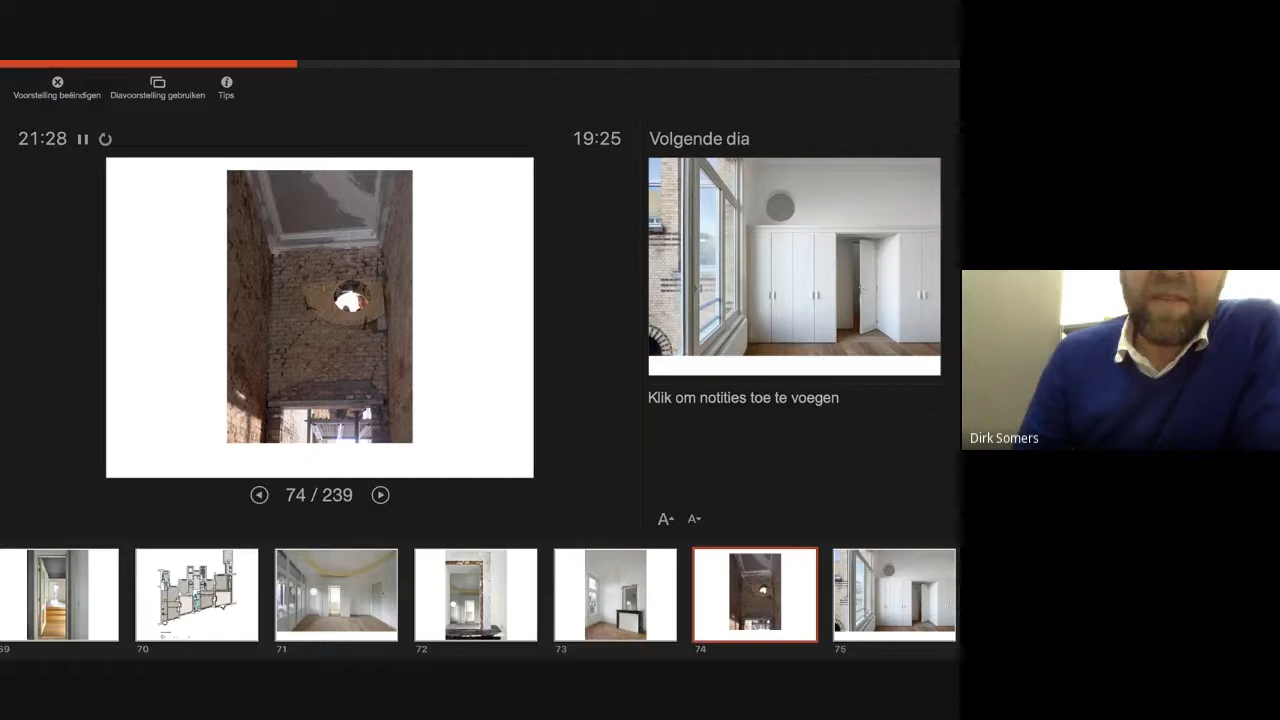 Voorstelling beëindigen
Diavoorstelling gebruiken
Tips
21:28
19:25
Volgende dia
Klik om notities toe te voegen
74 / 239
A A
Dirk Somers
69
70
71
72
73
74
75